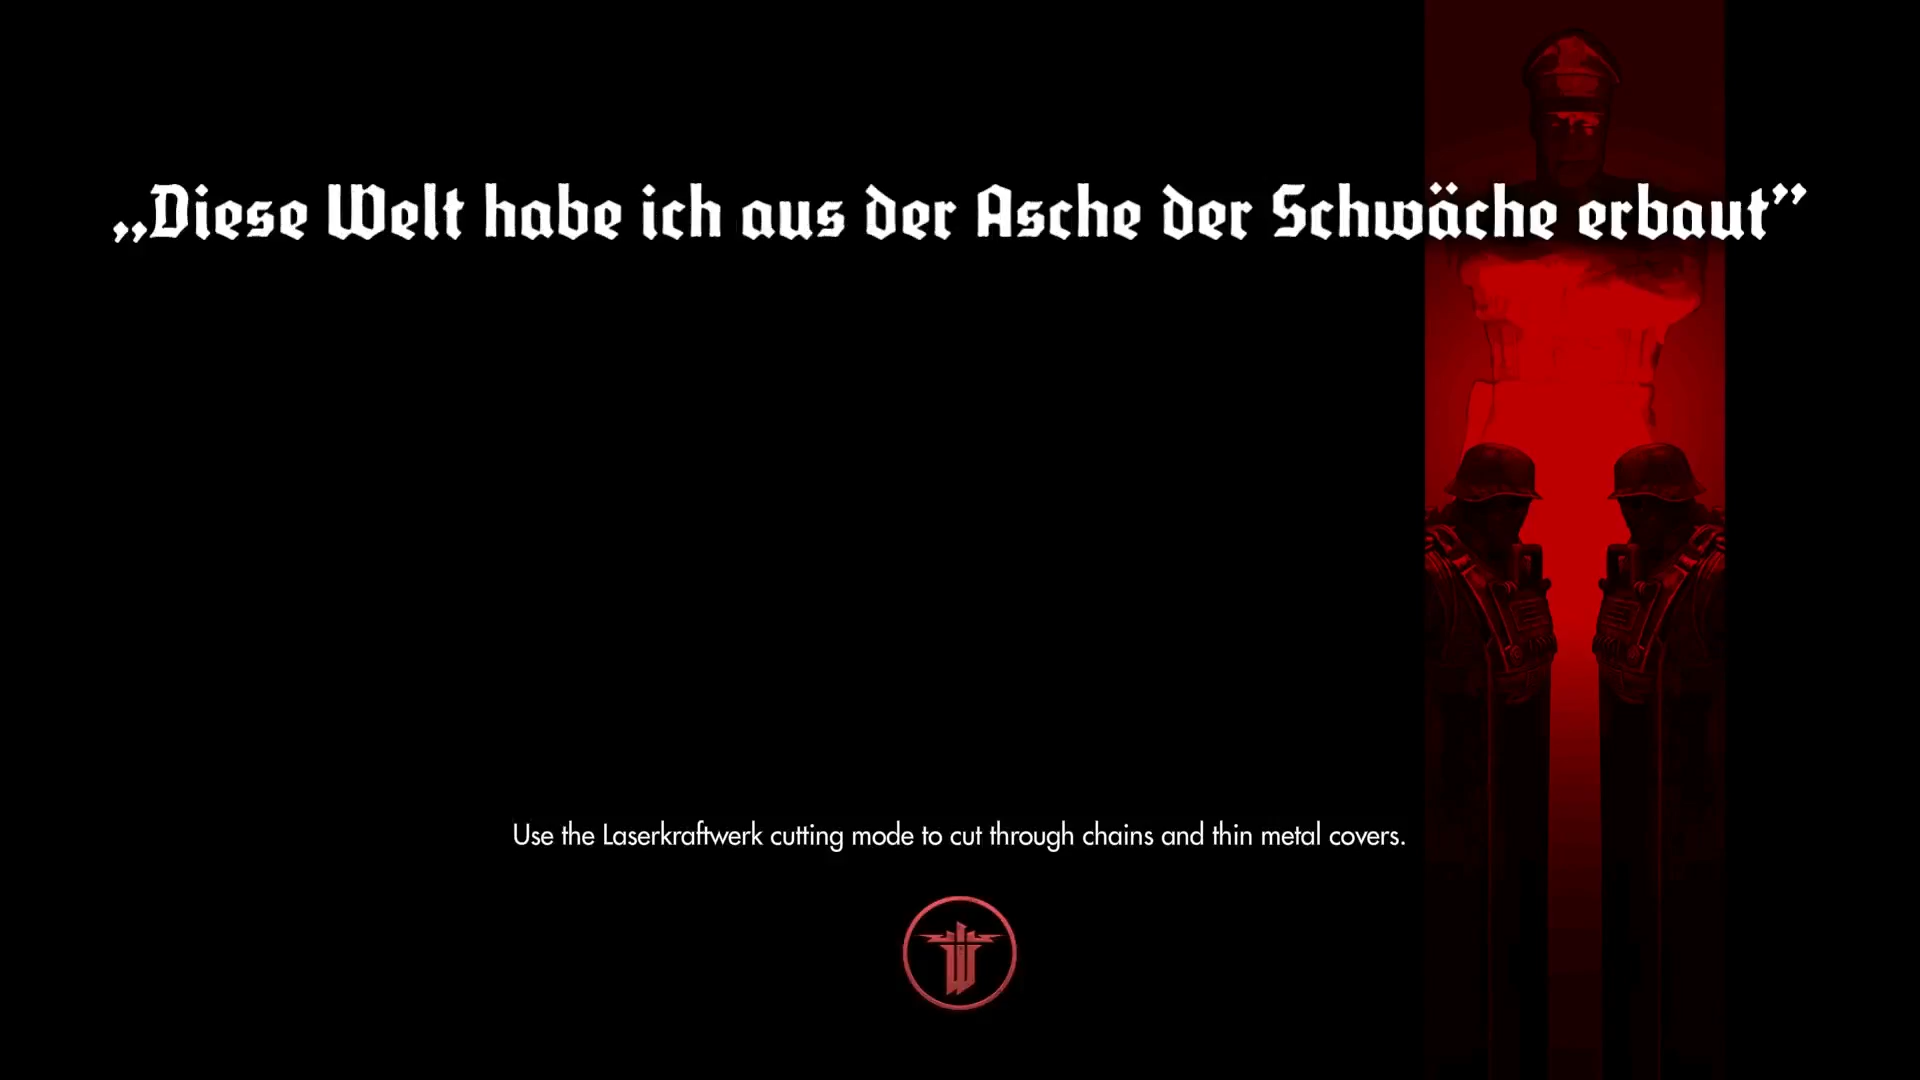 „Diese Welt habe ich aus der Asche der Schwäche erbaut”
Use the Laserkraftwerk cutting mode to cut through chains and thin metal covers.